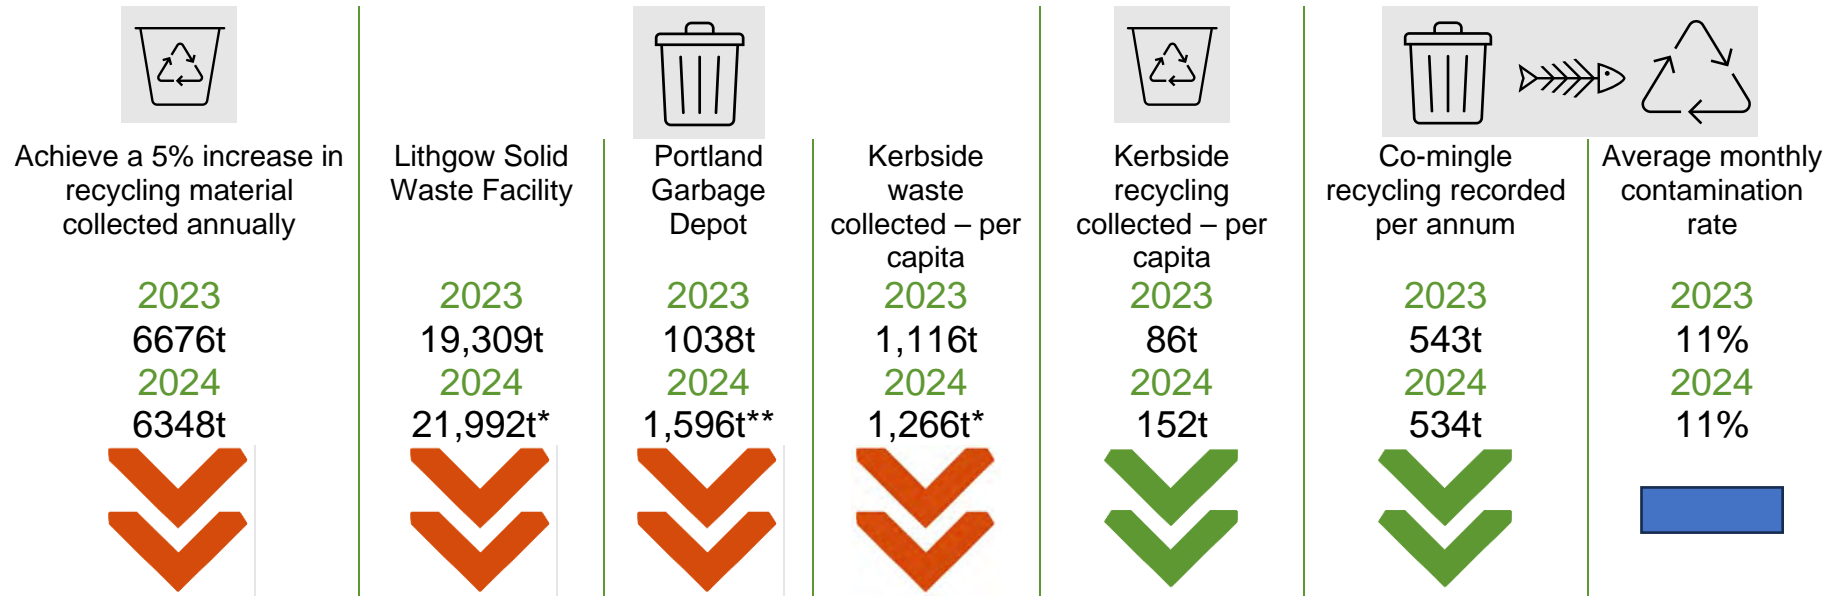 Achieve a 5% increase in
recycling material
collected annually
2023
6676t
2024
6348t
Lithgow Solid
Waste Facility
2023
19,309t
2024
21,992t*
Portland
Garbage
Depot
2023
1038t
2024
1,596t**
Kerbside
waste
collected – per
capita
2023
1,116t
2024
1,266t*
Kerbside
recycling
collected – per
capita
2023
86t
2024
152t
Co-mingle
recycling recorded
per annum
2023
543t
2024
534t
Average monthly
contamination
rate
2023
11%
2024
11%